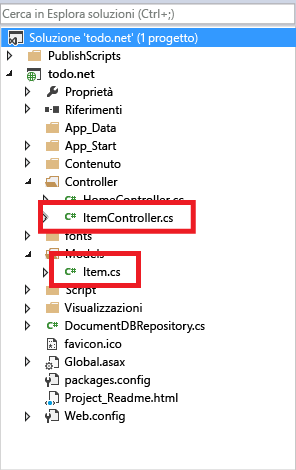 Cerca in Esplora soluzioni (Ctrl+;)
Soluzione 'todo.net' (1 progetto)
PublishScripts
todo.net
Proprietà
Riferimenti
App_Data
App_Start
Contenuto
Controller
HomeController.cs
C# ItemController.cs
fonts
Models
C# Item.cs
Script
Visualizzazioni
C# DocumentDBRepository.cs
favicon.ico
Global.asax
packages.config
Project_Readme.html
Web.config